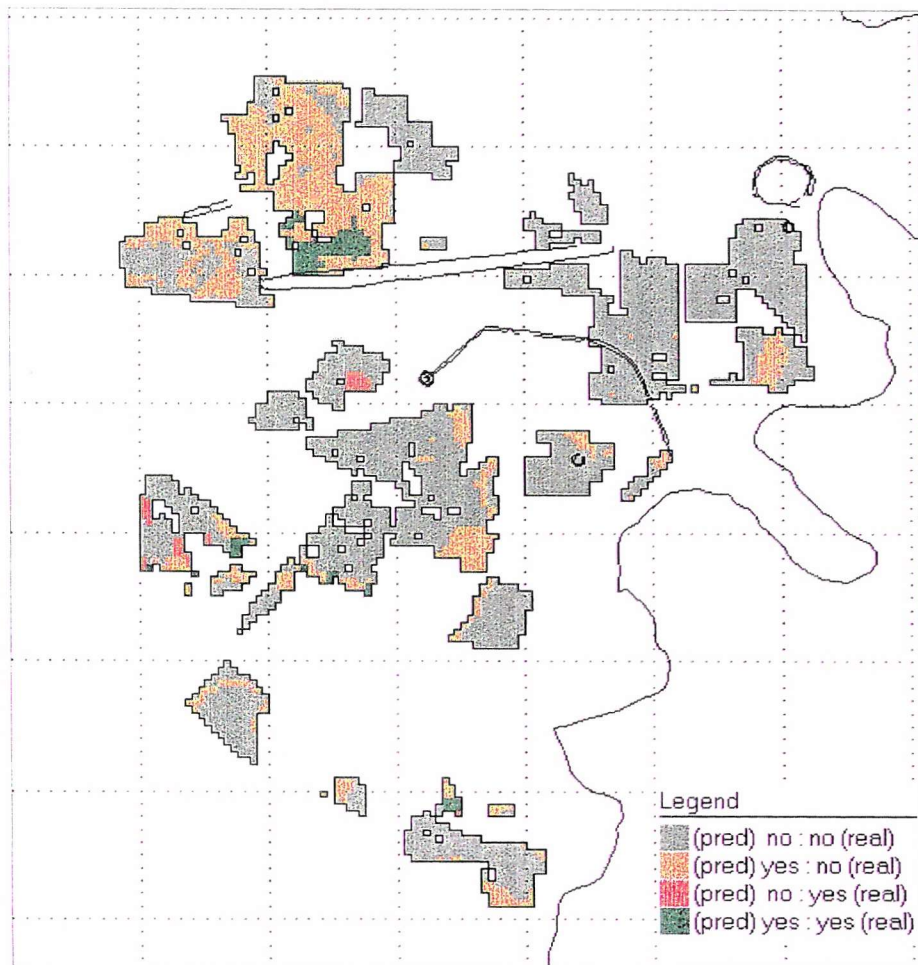 Legend
(pred) no : no (real)
(pred) yes : no (real)
(pred) no : yes (real)
(pred) yes : yes (real)